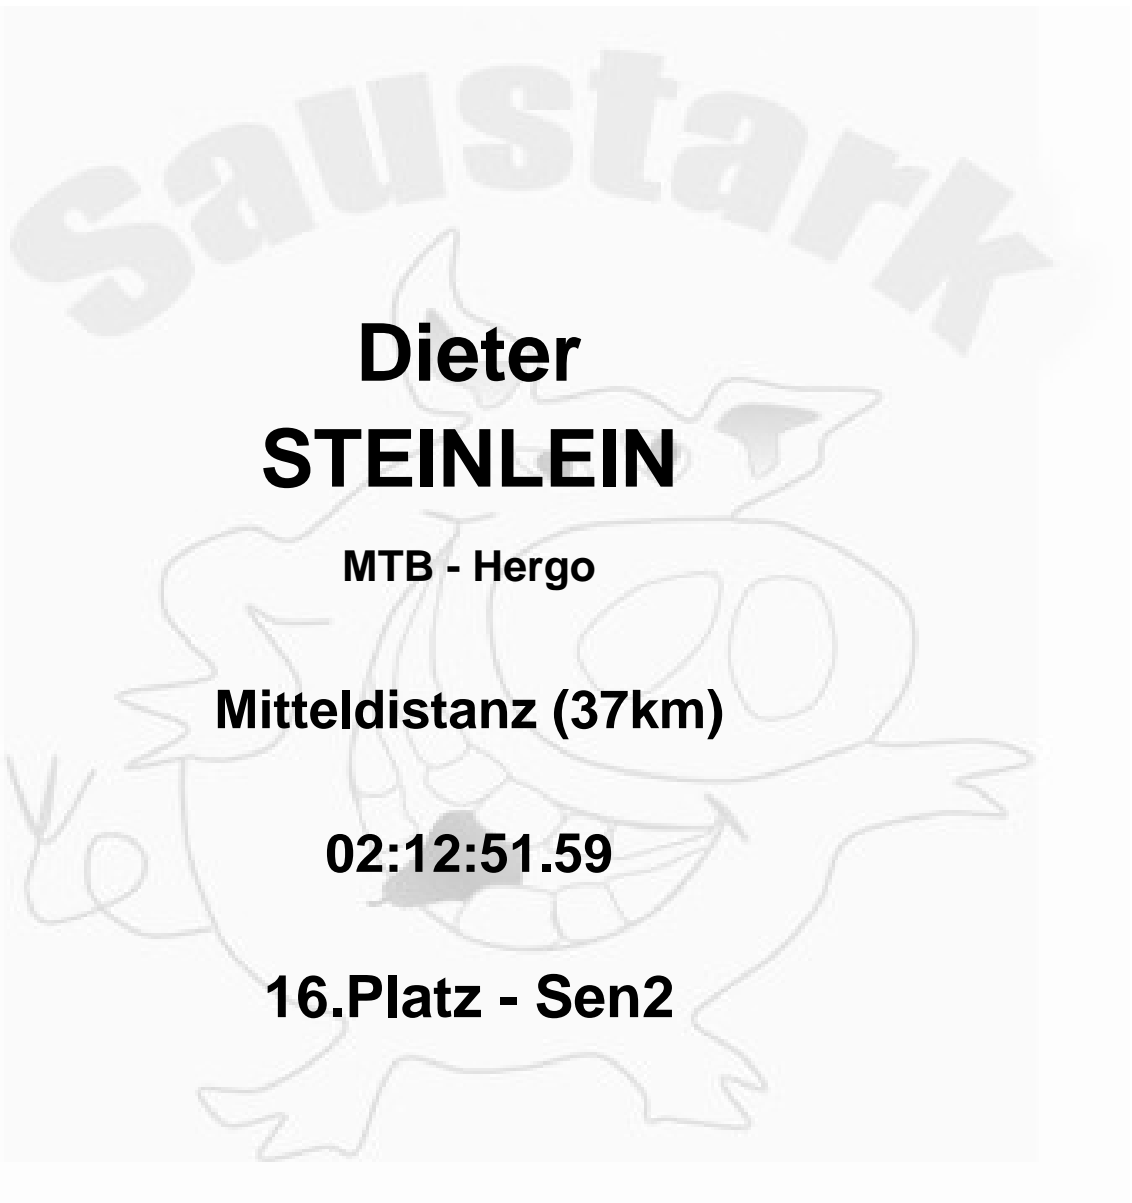 Saustark
Dieter
STEINLEIN
MTB - Hergo
Mitteldistanz (37km)
02:12:51.59
16.Platz - Sen2